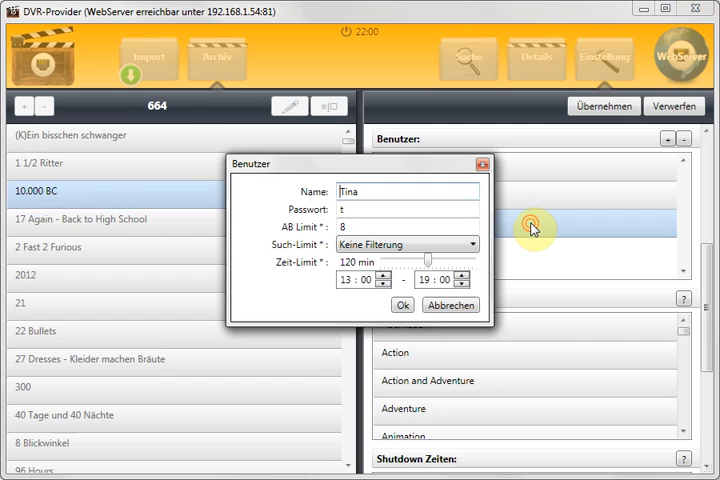 DVR-Provider (WebServer erreichbar unter 192.168.1.54:81)
22:00
Import
Archiv
Suche
Details
Einstellung
WebServer
+ -
664
Übernehmen
Verwerfen
(K)Ein bisschen schwanger
1 1/2 Ritter
10.000 BC
17 Again - Back to High School
2 Fast 2 Furious
2012
21
22 Bullets
27 Dresses - Kleider machen Bräute
300
40 Tage und 40 Nächte
8 Blickwinkel
96 Hours
Benutzer:
+ -
Benutzer
Name: Tina
Passwort: t
AB Limit * : 8
Such-Limit * : Keine Filterung
Zeit-Limit * : 120 min
13 : 00 - 19 : 00
Ok
Abbrechen
?
Action
Action and Adventure
Adventure
Animation
Shutdown Zeiten:
?